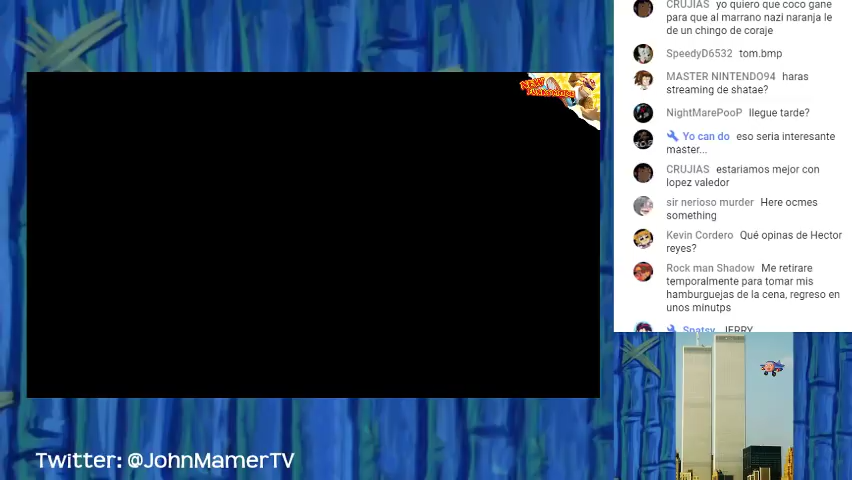 CRUJIAS yo quiero que coco gane
para que al marrano nazi naranja le
de un chingo de coraje
SpeedyD6532 tom.bmp
MASTER NINTENDO94 haras
streaming de shatae?
NightMarePooP llegue tarde?
Yo can do eso seria interesante
master...
CRUJIAS estariamos mejor con
lopez valedor
sir nerioso murder Here ocmes
something
Kevin Cordero Qué opinas de Hector
reyes?
Rock man Shadow Me retirare
temporalmente para tomar mis
hamburguejas de la cena, regreso en
unos minutps
Spatsy JERRY
NEW
Twitter: @JohnMamerTV